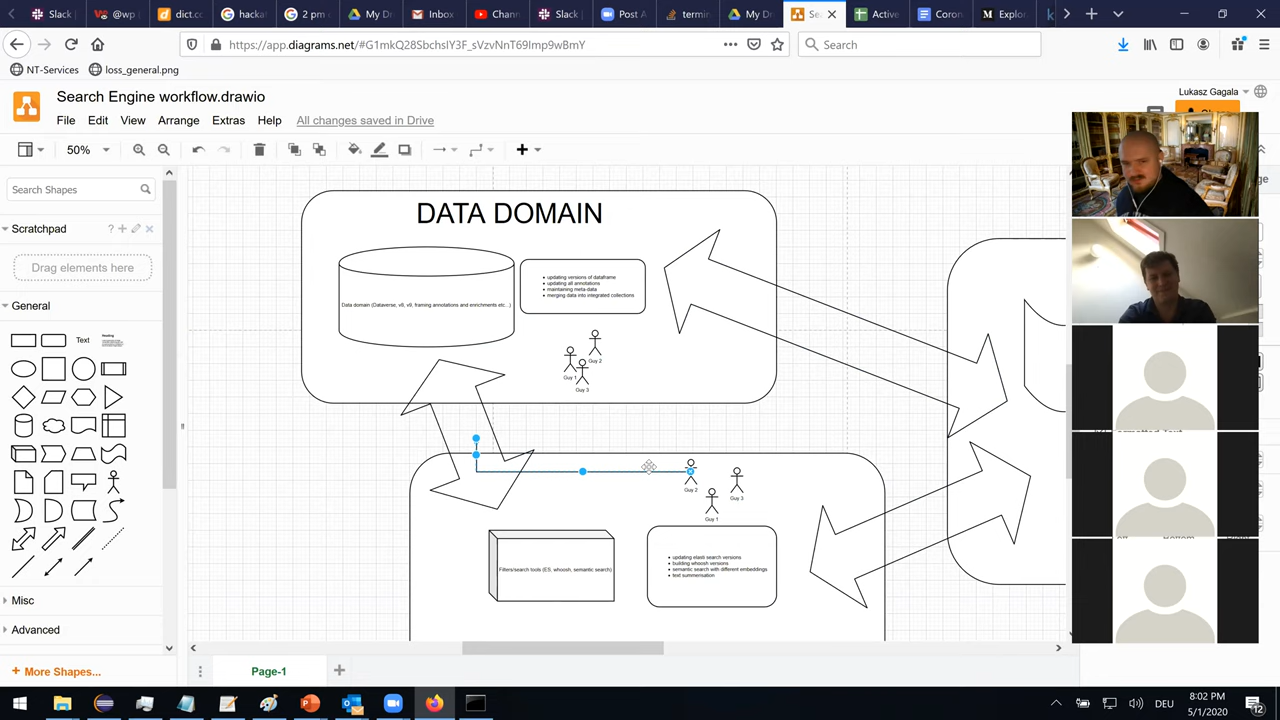 Slack |
WE
@wp
dict.cc
hacka
2 pm
My Dr
Inbox
Chann
Slack |
Post A
termin
My Dr
Se
Active
Coron
Explor
https://app.diagrams.net/#G1mkQ28SbchsIY3F_sVzvNnT69Imp9wBmY
Search
NT-Services
loss_general.png
Search Engine workflow.drawio
Lukasz Gagala
File Edit View Arrange Extras Help All changes saved in Drive
50%
Search Shapes
Scratchpad
Drag elements here
General
Text
Heading
Misc
Advanced
+ More Shapes...
DATA DOMAIN
Data domain (Dataverse, v8, v9, framing annotations and enrichments etc...)
updating versions of dataframe
updating all annotations
maintaining meta-data
merging data into integrated collections
Guy 2
Guy 1
Guy 3
Guy 2
Guy 3
Guy 1
Filters/search tools (ES, whoosh, semantic search)
updating elasti search versions
building whoosh versions
semantic search with different embeddings
text summerisation
Page-1
DEU
8:02 PM
5/1/2020
12